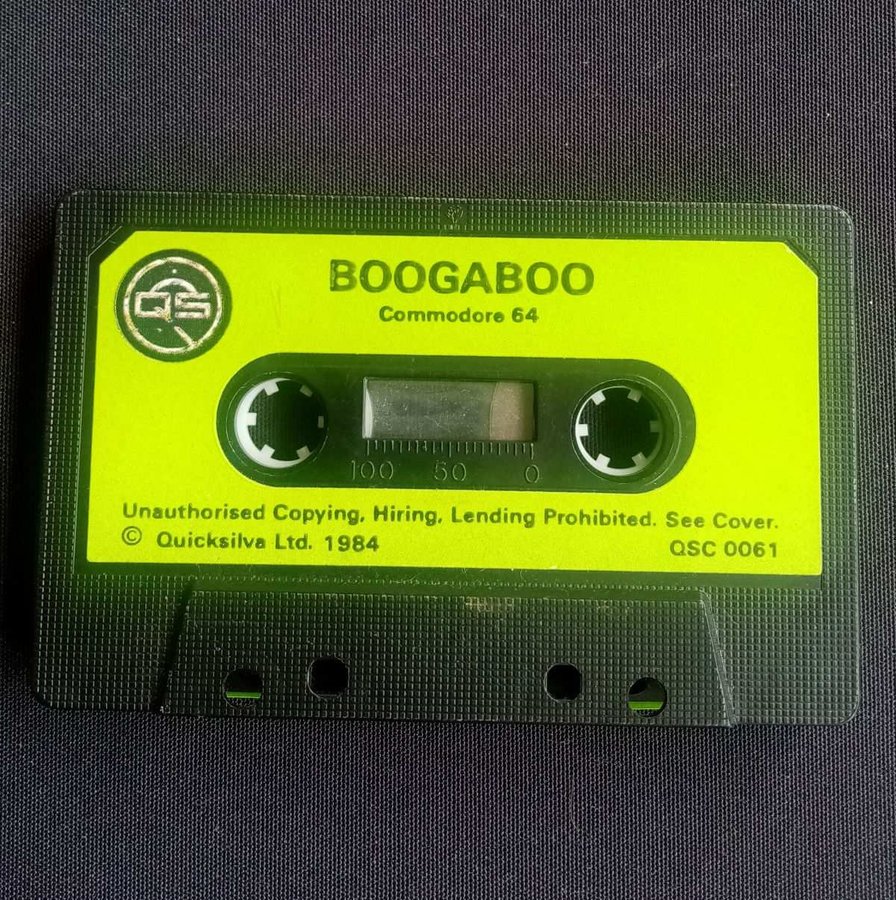 BOOGABOO
QS
Commodore 64
100 50 0
Unauthorised Copying, Hiring, Lending Prohibited. See Cover.
© Quicksilva Ltd. 1984 QSC 0061